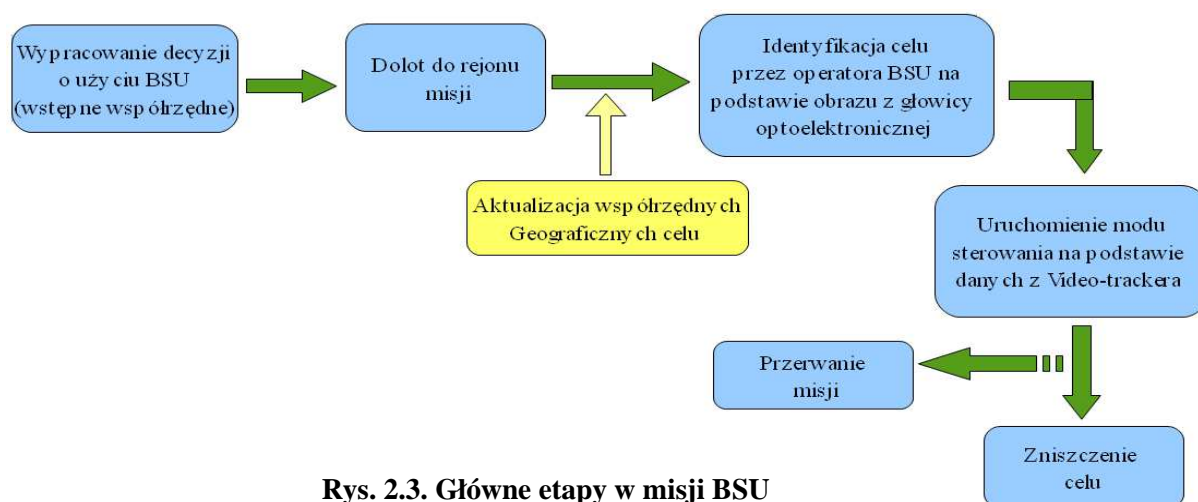 Wypracowanie decyzji
o użyciu BSU
(wstępne współrzędne)
Dolot do rejonu
misji
Identyfikacja celu
przez operatora BSU na
podstawie obrazu z głowicy
optoelektronicznej
Aktualizacja współrzędnych
Geograficznych celu
Uruchomienie modu
sterowania na podstawie
danych z Video-trackera
Przerwanie
misji
Zniszczenie
celu
Rys. 2.3. Główne etapy w misji BSU